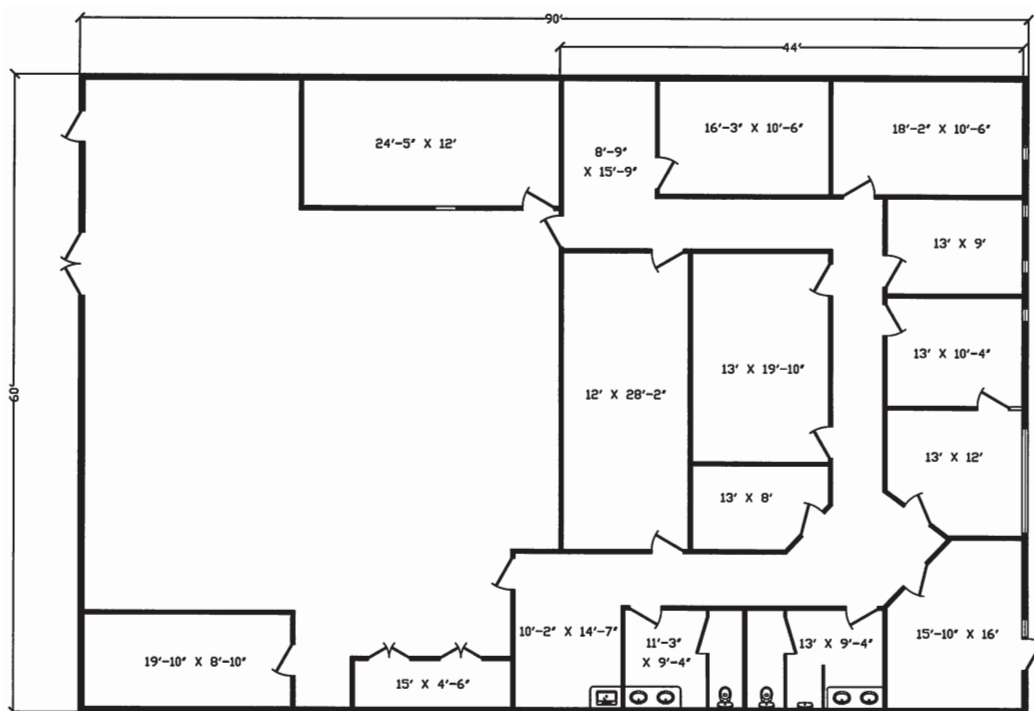 90'
44'
24'-5" X 12'
8'-9"
X 15'-9"
16'-3" X 10'-6"
18'-2" X 10'-6"
13' X 9'
13' X 10'-4"
60'
12' X 28'-2"
13' X 19'-10"
13' X 12'
13' X 8'
19'-10" X 8'-10"
15' X 4'-6"
10'-2" X 14'-7"
11'-3"
X 9'-4"
13' X 9'-4"
15'-10" X 16'